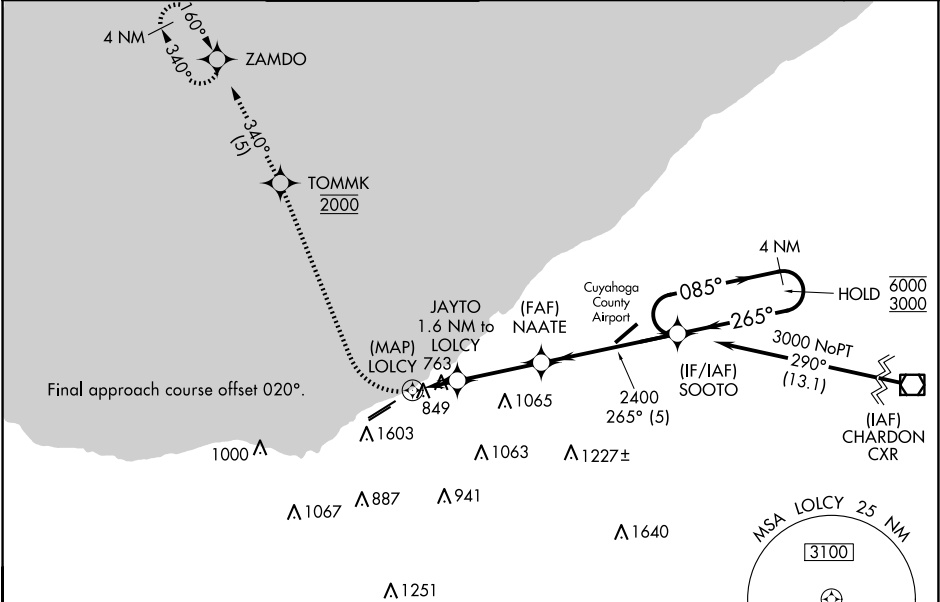 160°
4 NM
340°
ZAMDO
340°
(5)
TOMMK
2000
4 NM
Cuyahoga
County
Airport
085°
HOLD
6000
3000
265°
JAYTO
1.6 NM to
LOLCY
(FAF)
NAATE
3000 NoPT
290°
(13.1)
(MAP)
LOLCY
763
(IF/IAF)
SOOTO
Final approach course offset 020°.
849
1065
2400
265° (5)
(IAF)
CHARDON
CXR
1603
1000
1063
1227±
887
941
1067
1640
MSA LOLCY 25 NM
3100
1251